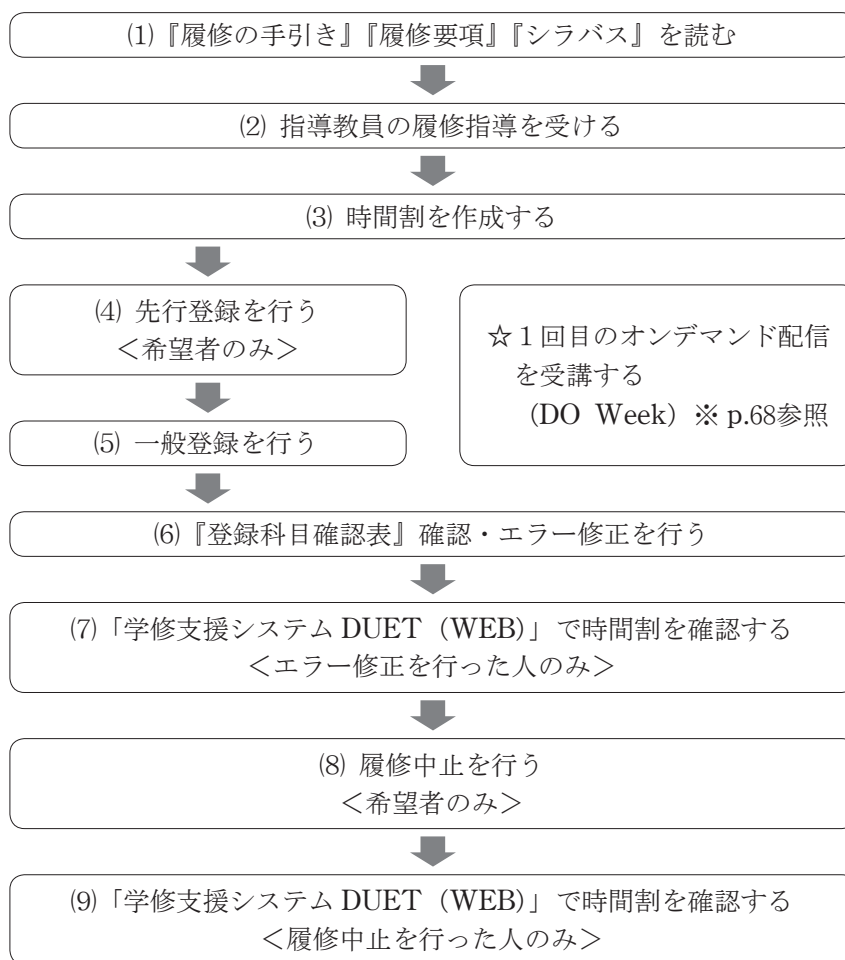 ⑴『履修の手引き』『履修要項』『シラバス』を読む
⑵ 指導教員の履修指導を受ける
⑶ 時間割を作成する
⑷ 先行登録を行う
＜希望者のみ＞
⑸ 一般登録を行う
☆１回目のオンデマンド配信
を受講する
（DO Week）※ p.68参照
⑹『登録科目確認表』確認・エラー修正を行う
⑺「学修支援システム DUET（WEB）」で時間割を確認する
＜エラー修正を行った人のみ＞
⑻ 履修中止を行う
＜希望者のみ＞
⑼「学修支援システム DUET（WEB）」で時間割を確認する
＜履修中止を行った人のみ＞